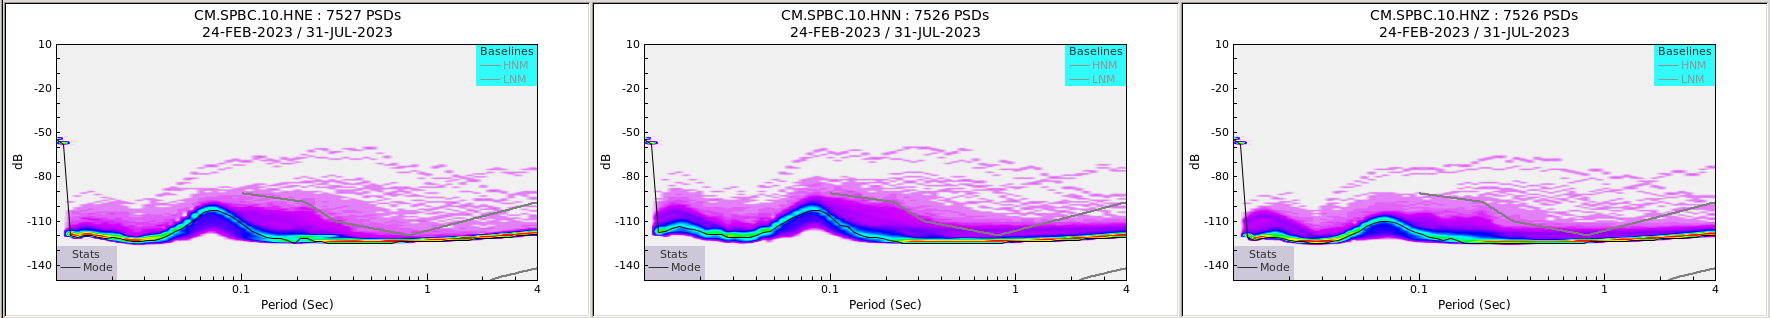 CM.SPBC.10.HNE : 7527 PSDs
24-FEB-2023 / 31-JUL-2023
10
-20
-50
-80
-110
-140
dB
Baselines
HNM
LNM
Stats
Mode
0.1
1
4
Period (Sec)
CM.SPBC.10.HNN : 7526 PSDs
24-FEB-2023 / 31-JUL-2023
10
-20
-50
-80
-110
-140
dB
Baselines
HNM
LNM
Stats
Mode
0.1
1
4
Period (Sec)
CM.SPBC.10.HNZ : 7526 PSDs
24-FEB-2023 / 31-JUL-2023
10
-20
-50
-80
-110
-140
dB
Baselines
HNM
LNM
Stats
Mode
0.1
1
4
Period (Sec)